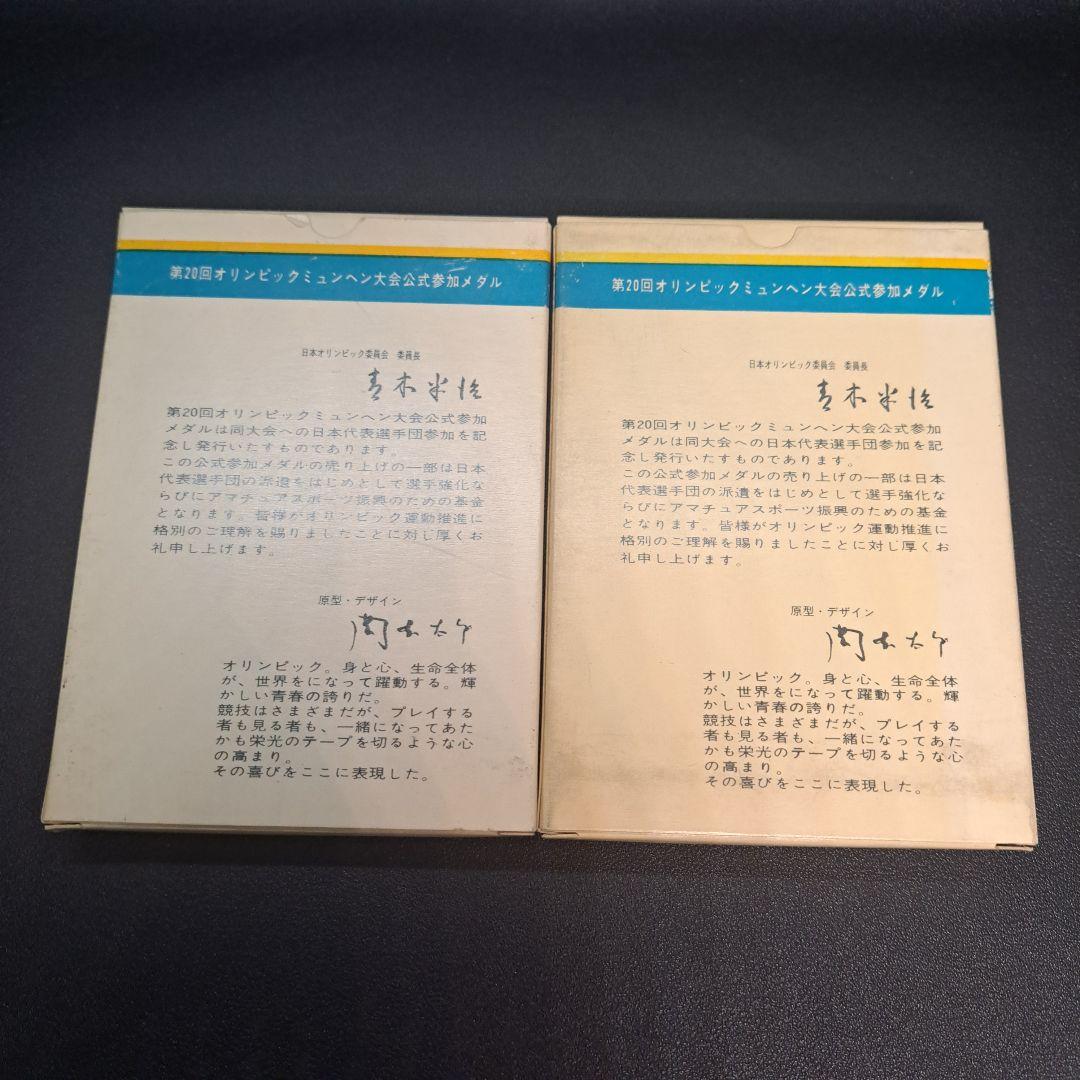 第20回オリンピックミュンヘン大会公式参加メダル
日本オリンピック委員会 委員長
青木半治
第20回オリンピックミュンヘン大会公式参加
メダルは同大会への日本代表選手団参加を記
念し発行いたすものであります。
この公式参加メダルの売り上げの一部は日本
代表選手団の派遣をはじめとして選手強化な
らびにアマチュアスポーツ振興のための基金
となります。皆様がオリンピック運動推進に
格別のご理解を賜りましたことに対し厚くお
礼申し上げます。
原型・デザイン
岡本太郎
オリンピック。身と心、生命全体
が、世界をになって躍動する。輝
かしい青春の誇りだ。
競技はさまざまだが、プレイする
者も見る者も、一緒になってあた
かも栄光のテープを切るような心
の高まり。
その喜びをここに表現した。
第20回オリンピックミュンヘン大会公式参加メダル
日本オリンピック委員会 委員長
青木半治
第20回オリンピックミュンヘン大会公式参加
メダルは同大会への日本代表選手団参加を記
念し発行いたすものであります。
この公式参加メダルの売り上げの一部は日本
代表選手団の派遣をはじめとして選手強化な
らびにアマチュアスポーツ振興のための基金
となります。皆様がオリンピック運動推進に
格別のご理解を賜りましたことに対し厚くお
礼申し上げます。
原型・デザイン
岡本太郎
オリンピック。身と心、生命全体
が、世界をになって躍動する。輝
かしい青春の誇りだ。
競技はさまざまだが、プレイする
者も見る者も、一緒になってあた
かも栄光のテープを切るような心
の高まり。
その喜びをここに表現した。